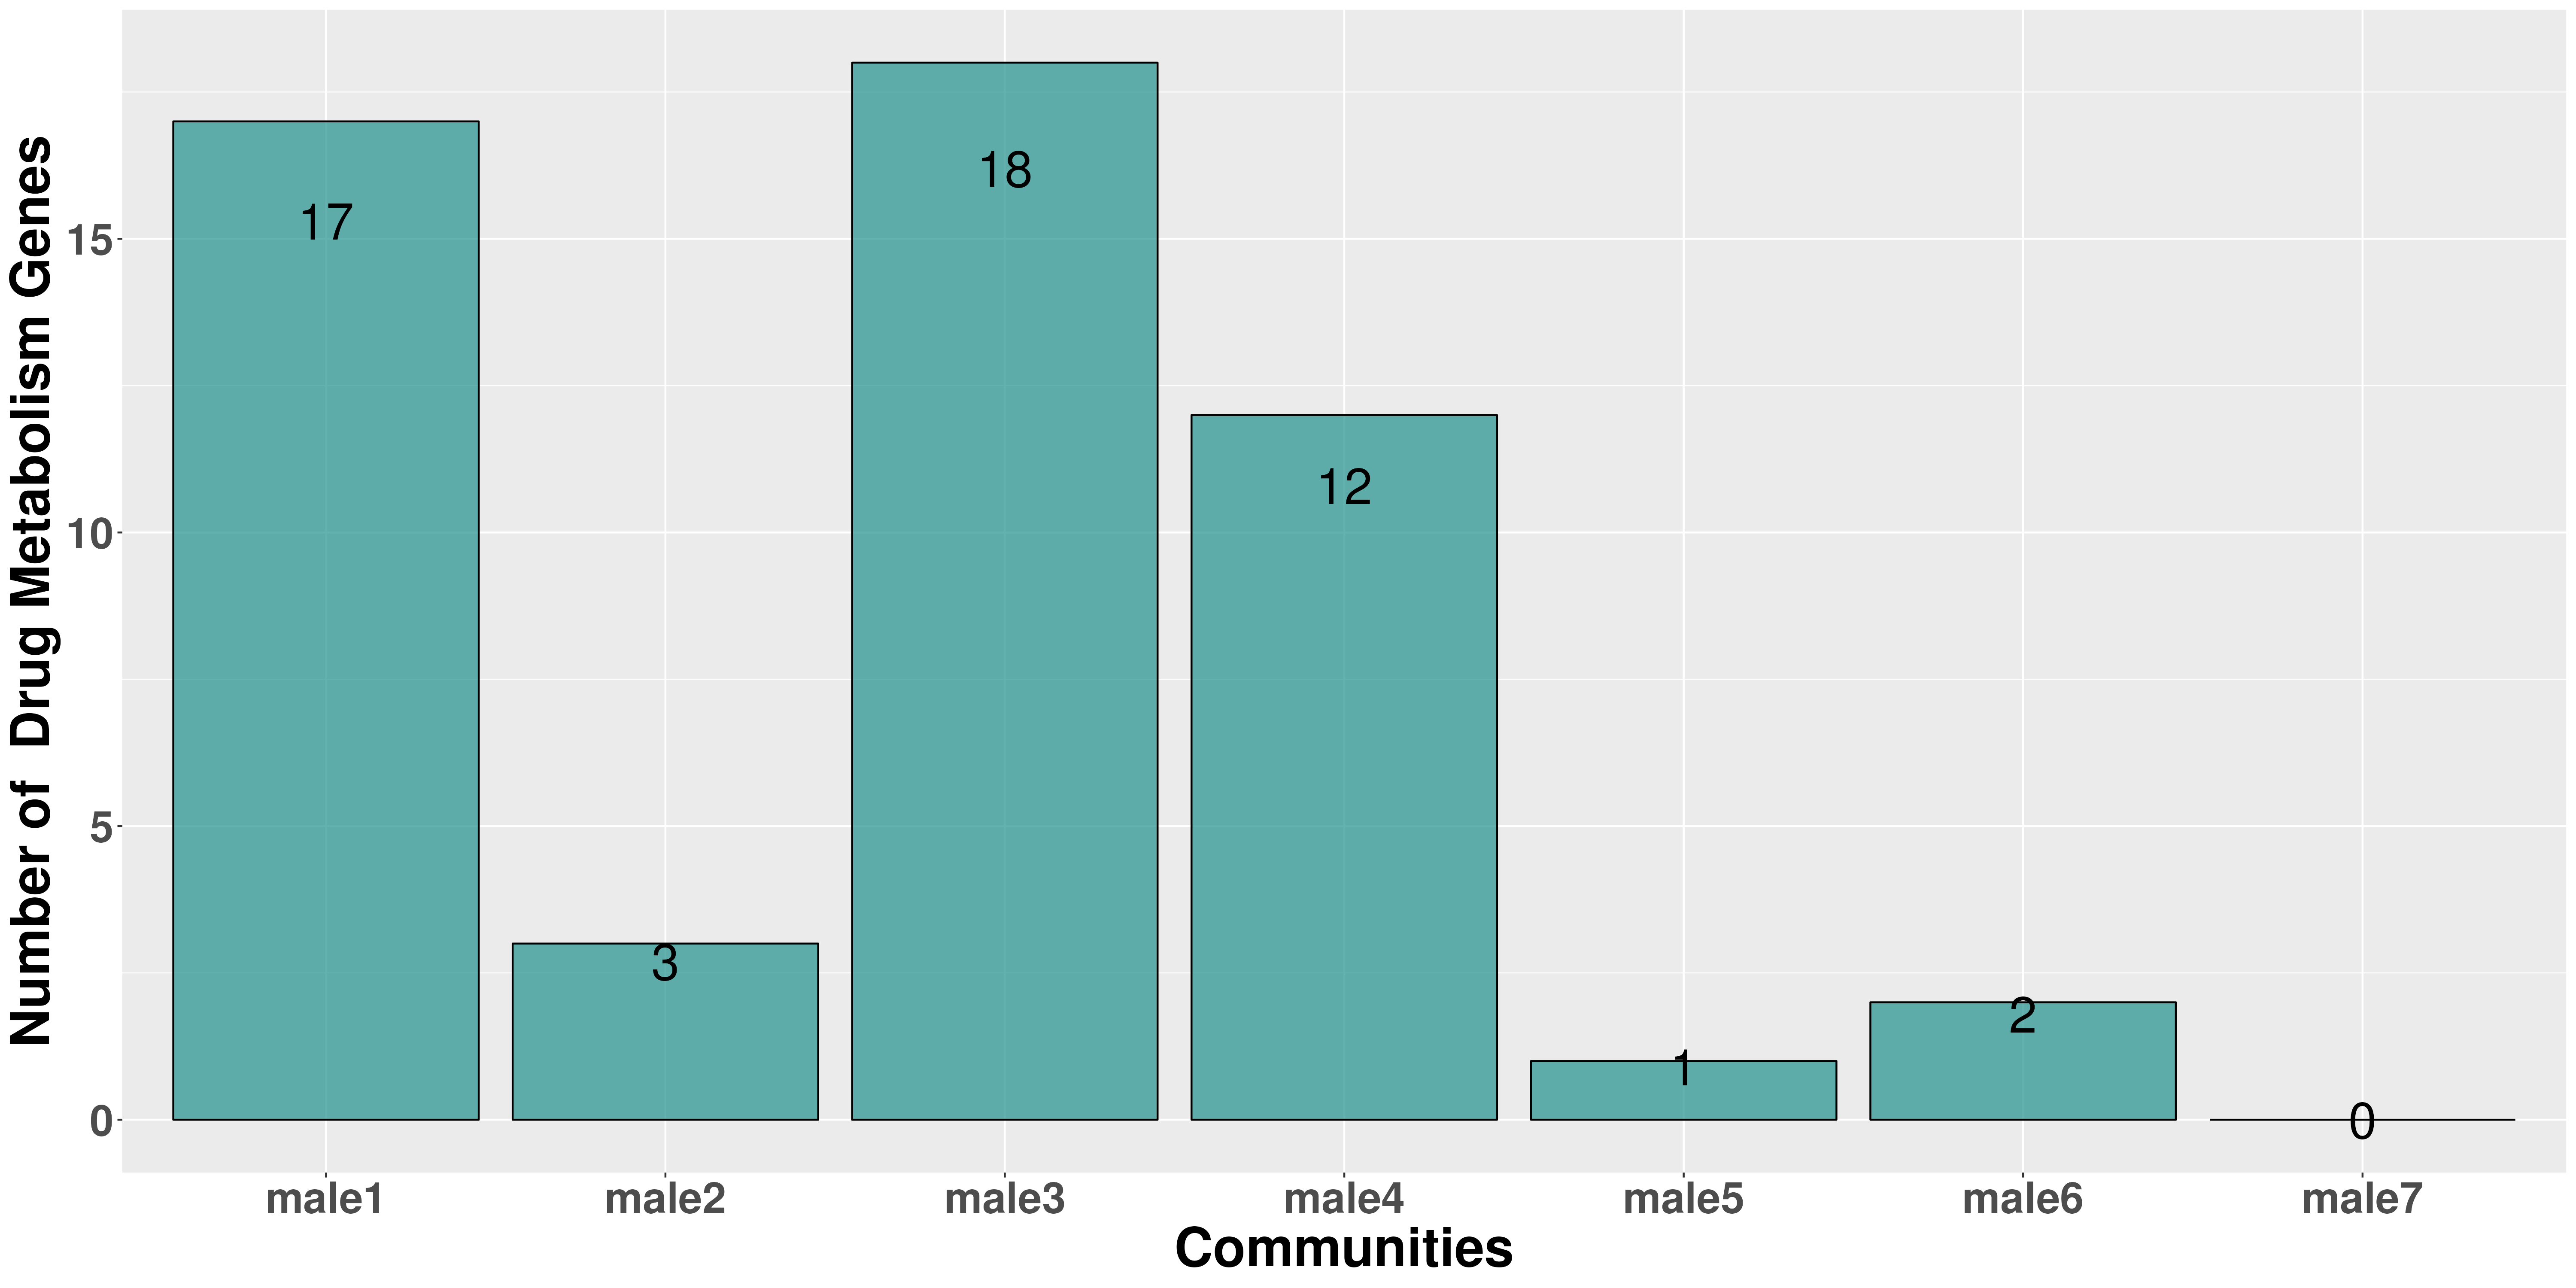 Number of  Drug Metabolism Genes
15
10
5
0
17
3
18
12
1
2
0
male1
male2
male3
male4
male5
male6
male7
Communities